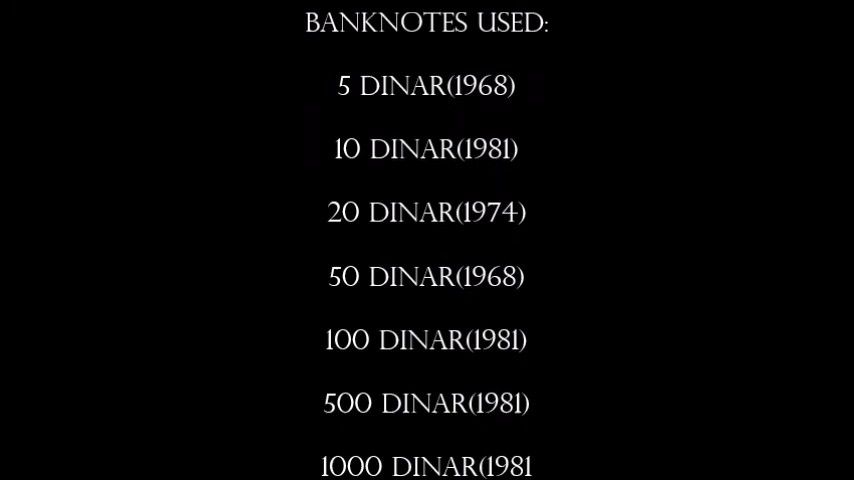 BANKNOTES USED:
5 DINAR(1968)
10 DINAR(1981)
20 DINAR(1974)
50 DINAR(1968)
100 DINAR(1981)
500 DINAR(1981)
1000 DINAR(1981